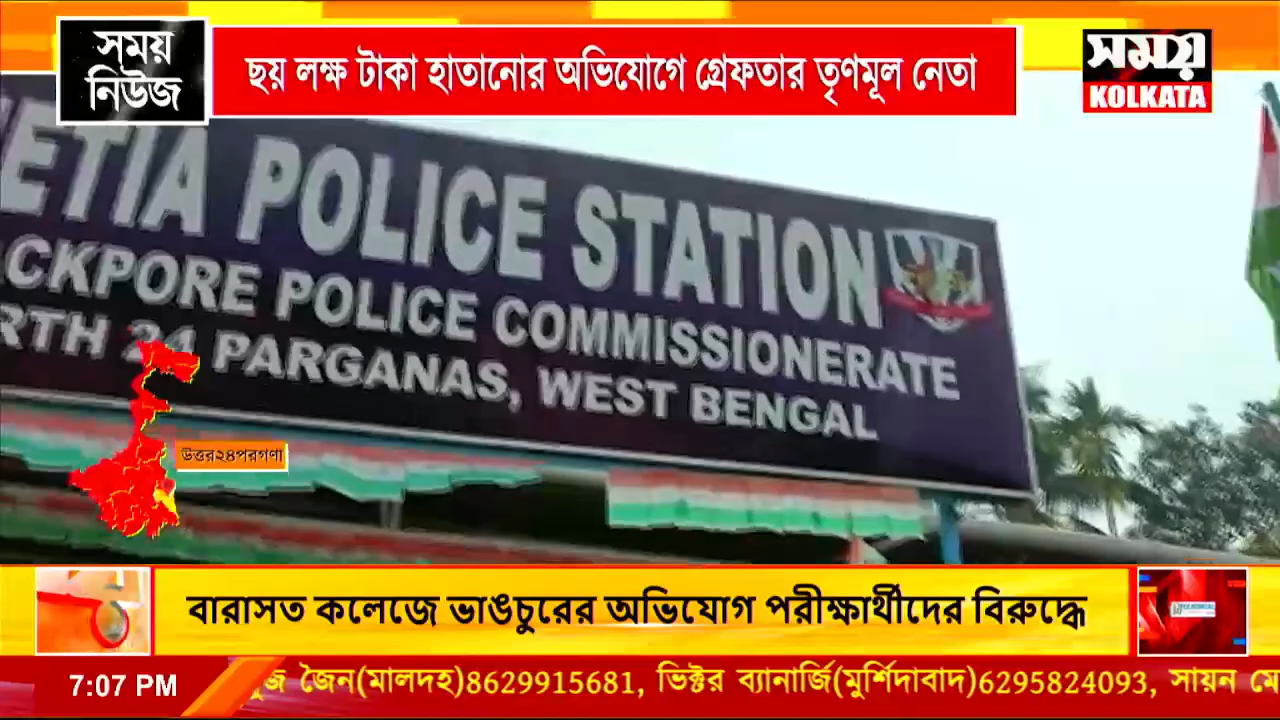 সময়
নিউজ
ছয় লক্ষ টাকা হাতানোর অভিযোগে গ্রেফতার তৃণমূল নেতা
সময়
KOLKATA
ETIA POLICE STATION
CKPORE POLICE COMMISSIONERATE
RTH 24 PARGANAS, WEST BENGAL
উত্তর২৪পরগণা
বারাসত কলেজে ভাঙচুরের অভিযোগ পরীক্ষার্থীদের বিরুদ্ধে
7:07 PM
জৈন(মালদহ)8629915681, ভিক্টর ব্যানার্জি(মুর্শিদাবাদ)6295824093, সায়ন